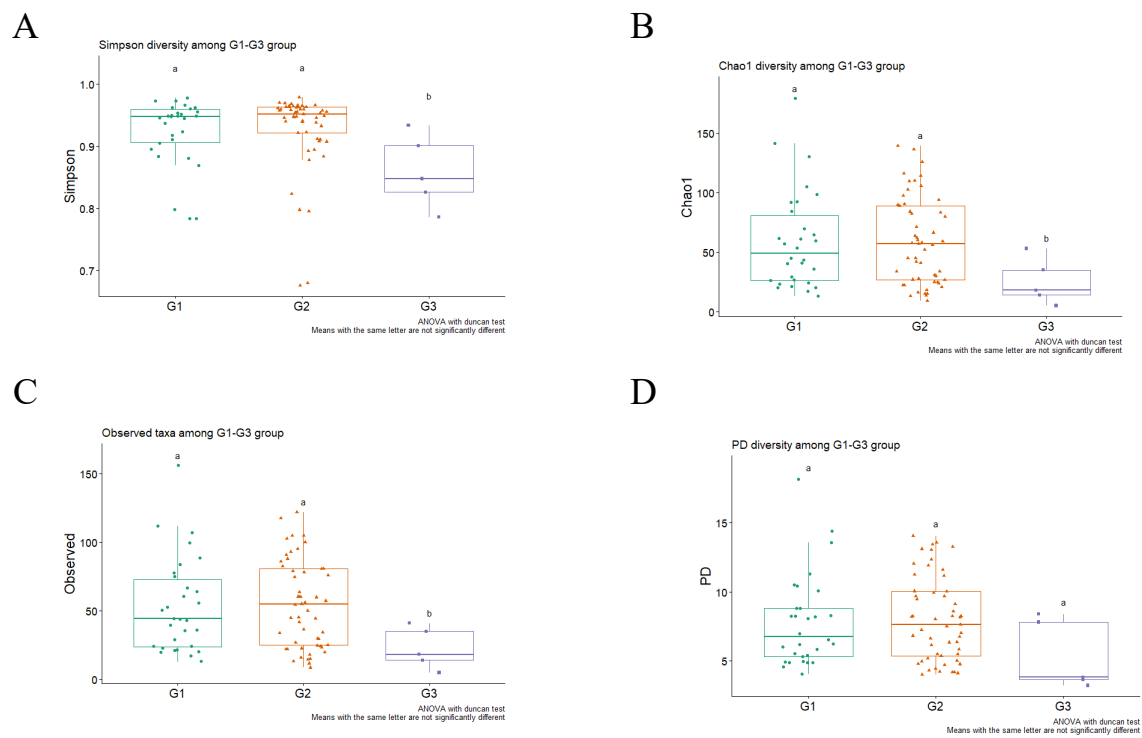 A
Simpson diversity among G1-G3 group
a
a
b
1.0
0.9
0.8
0.7
Simpson
G1
G2
G3
ANOVA with duncan test
Means with the same letter are not significantly different
B
Chao1 diversity among G1-G3 group
a
a
b
150
100
50
0
Chao1
G1
G2
G3
ANOVA with duncan test
Means with the same letter are not significantly different
C
Observed taxa among G1-G3 group
a
a
b
150
100
50
0
Observed
G1
G2
G3
ANOVA with duncan test
Means with the same letter are not significantly different
D
PD diversity among G1-G3 group
a
a
a
15
10
5
PD
G1
G2
G3
ANOVA with duncan test
Means with the same letter are not significantly different